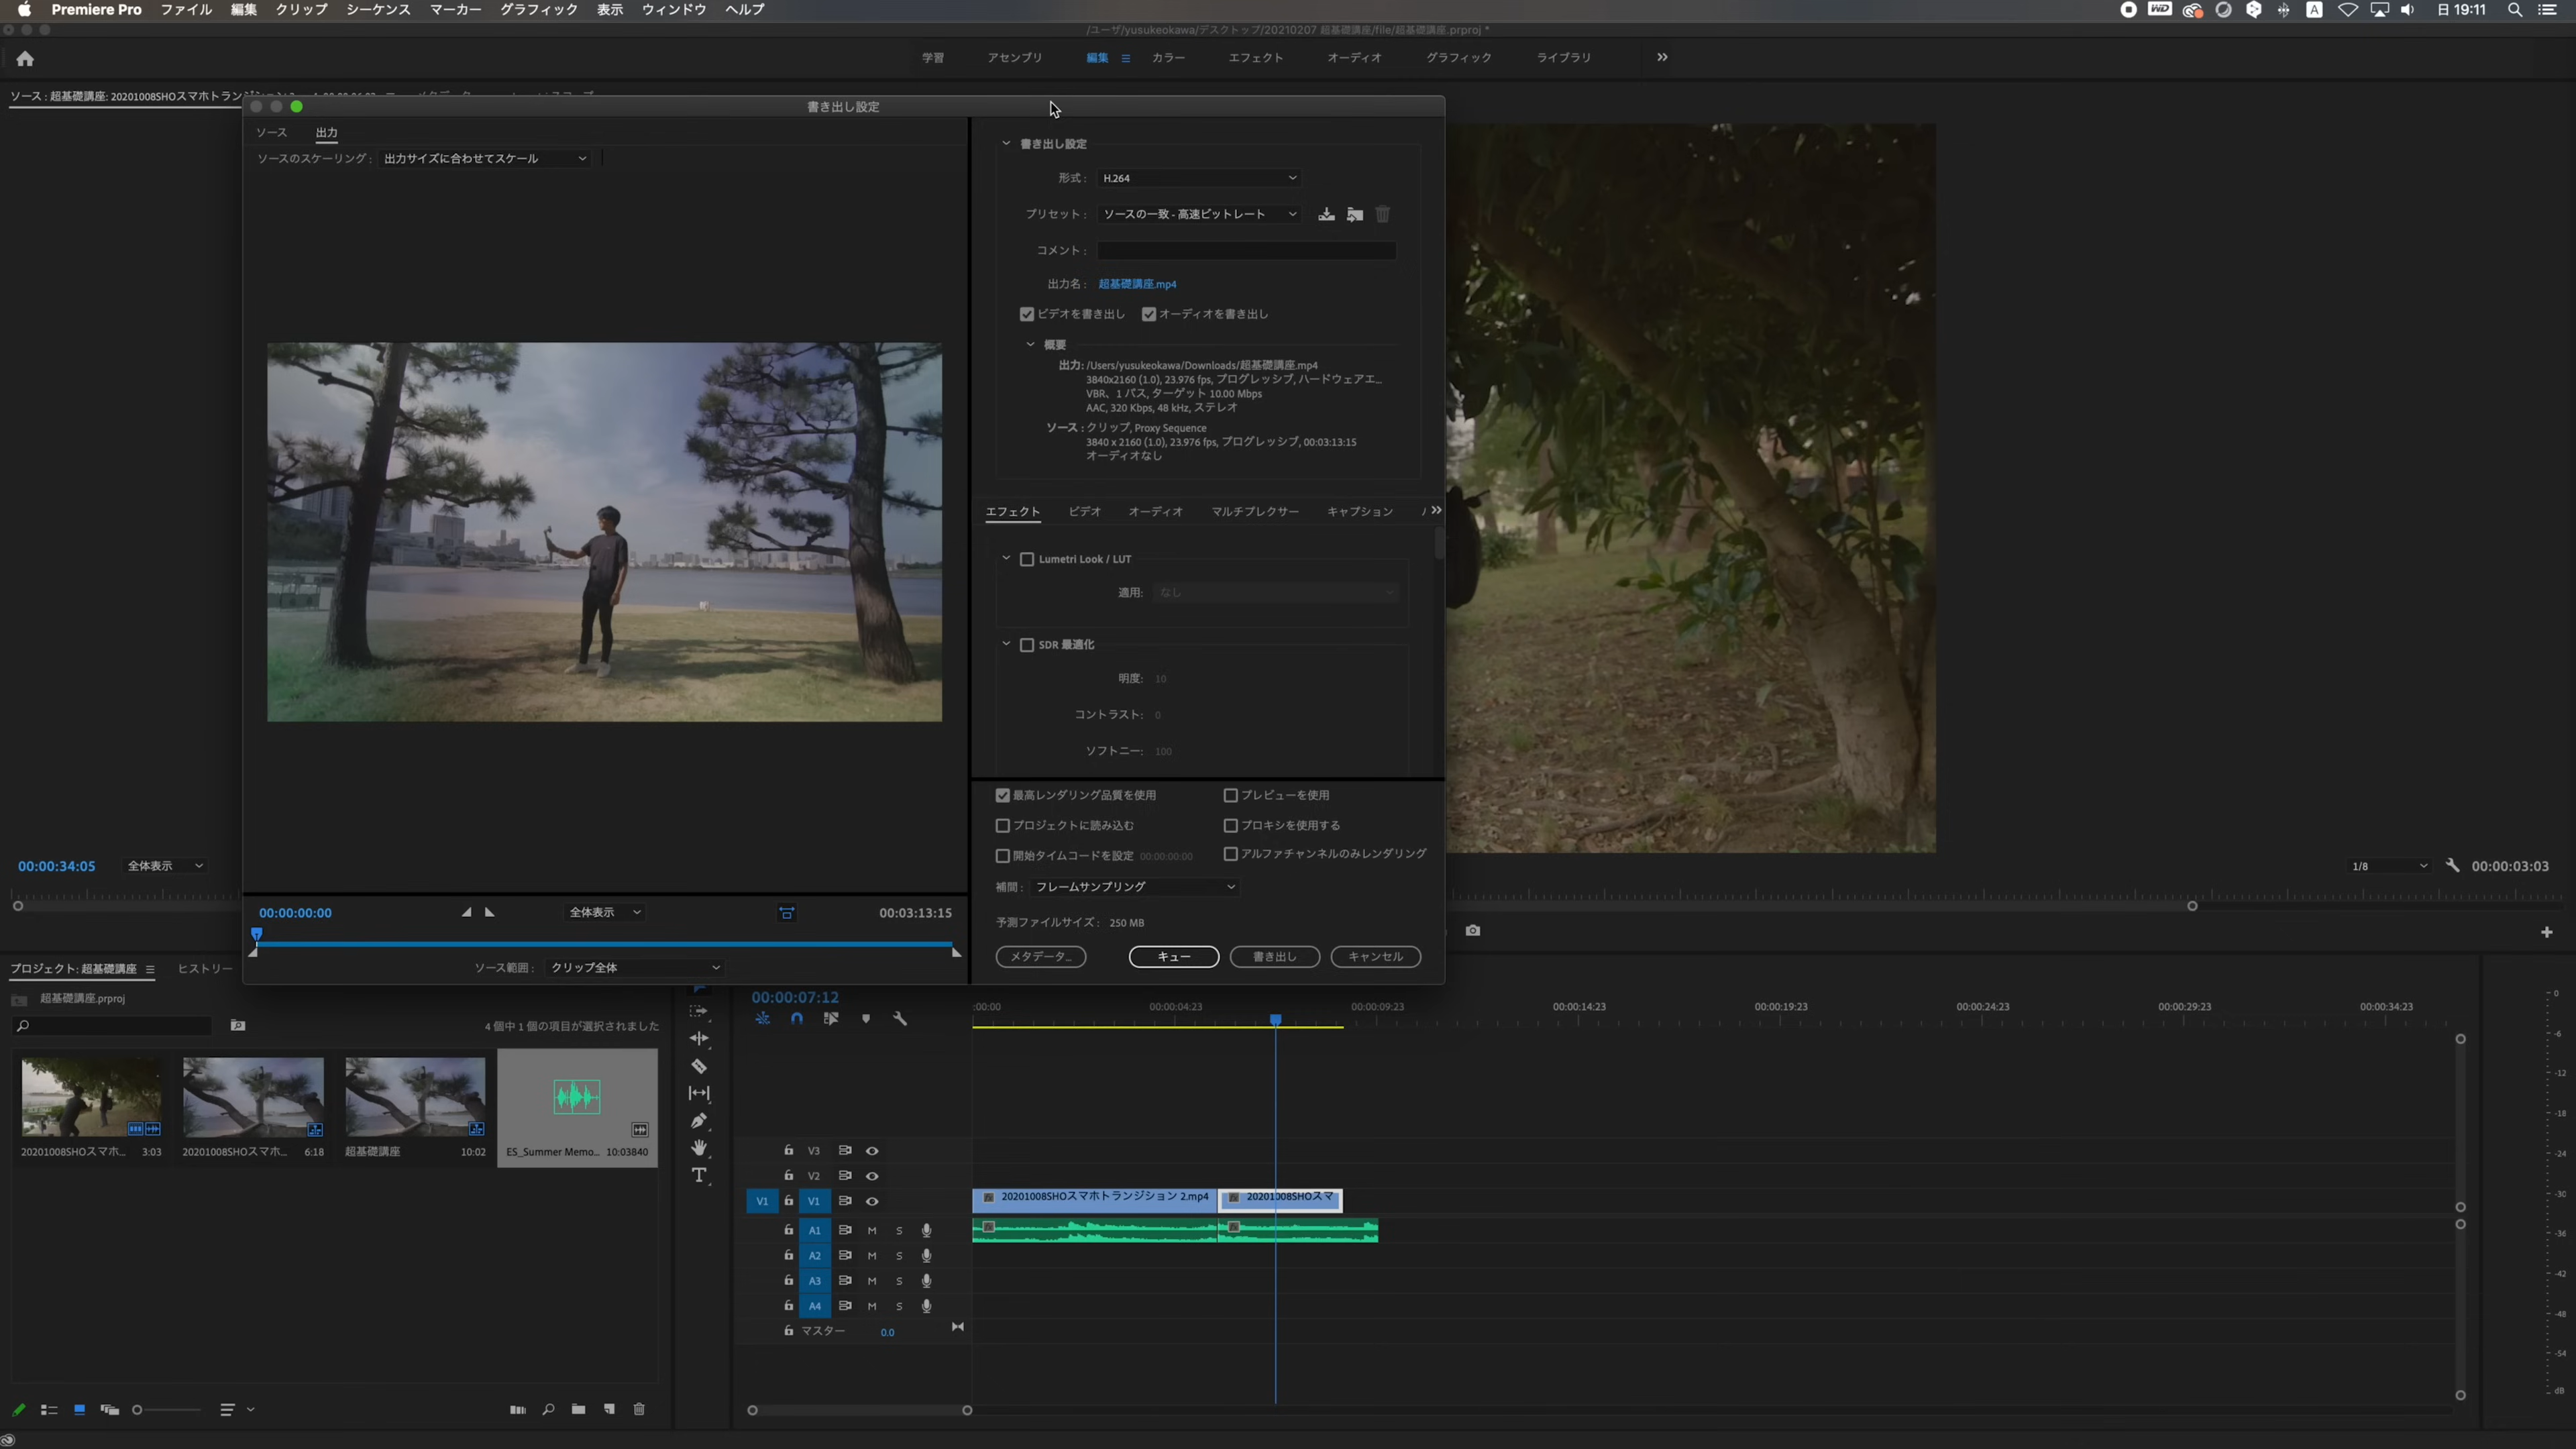 Premiere Pro ファイル 編集 クリップ シーケンス マーカー グラフィック 表示 ウィンドウ ヘルプ
WD A 日 19:11
/ユーザ/yusukeokawa/デスクトップ/20210207 超基礎講座/file/超基礎講座.prproj *
学習 アセンブリ 編集 カラー エフェクト オーディオ グラフィック ライブラリ
ソース : 超基礎講座: 20201008SHOスマホトランジション
書き出し設定
ソース 出力
ソースのスケーリング : 出力サイズに合わせてスケール
書き出し設定
形式 : H.264
プリセット : ソースの一致 - 高速ビットレート
コメント :
出力名 : 超基礎講座.mp4
ビデオを書き出し オーディオを書き出し
概要
出力: /Users/yusukeokawa/Downloads/超基礎講座.mp4
3840x2160 (1.0), 23.976 fps, プログレッシブ, ハードウェアエ...
VBR、1 パス, ターゲット 10.00 Mbps
AAC, 320 Kbps, 48 kHz, ステレオ
ソース : クリップ, Proxy Sequence
3840 x 2160 (1.0), 23.976 fps, プログレッシブ, 00:03:13:15
オーディオなし
エフェクト ビデオ オーディオ マルチプレクサー キャプション
Lumetri Look / LUT
適用: なし
SDR 最適化
明度: 10
コントラスト: 0
ソフトニー: 100
最高レンダリング品質を使用 プレビューを使用
プロジェクトに読み込む プロキシを使用する
開始タイムコードを設定 00:00:00:00 アルファチャンネルのみレンダリング
補間 : フレームサンプリング
予測ファイルサイズ : 250 MB
メタデータ... キュー 書き出し キャンセル
00:00:00:00 全体表示 00:03:13:15
ソース範囲 : クリップ全体
00:00:34:05 全体表示
1/8 00:00:03:03
プロジェクト: 超基礎講座 ヒストリー
超基礎講座.prproj
4 個中 1 個の項目が選択されました
20201008SHOスマホ... 3:03
20201008SHOスマホ... 6:18
超基礎講座 10:02
ES_Summer Memo... 10:03840
00:00:07:12
:00:00 00:00:04:23 00:00:09:23 00:00:14:23 00:00:19:23 00:00:24:23 00:00:29:23 00:00:34:23
V3
V2
V1 V1 20201008SHOスマホトランジション 2.mp4 20201008SHOスマ
A1 M S
A2 M S
A3 M S
A4 M S
マスター 0.0
0
-6
-12
-18
-24
-30
-36
-42
-48
-54
dB